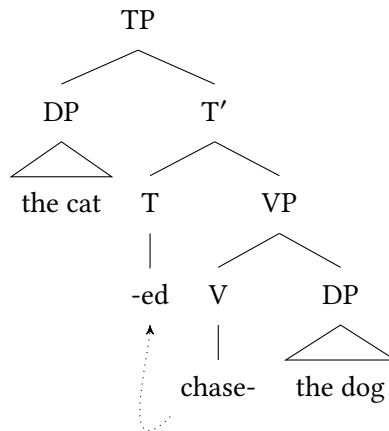 TP
DP T′
the cat T VP
-ed V DP
chase- the dog